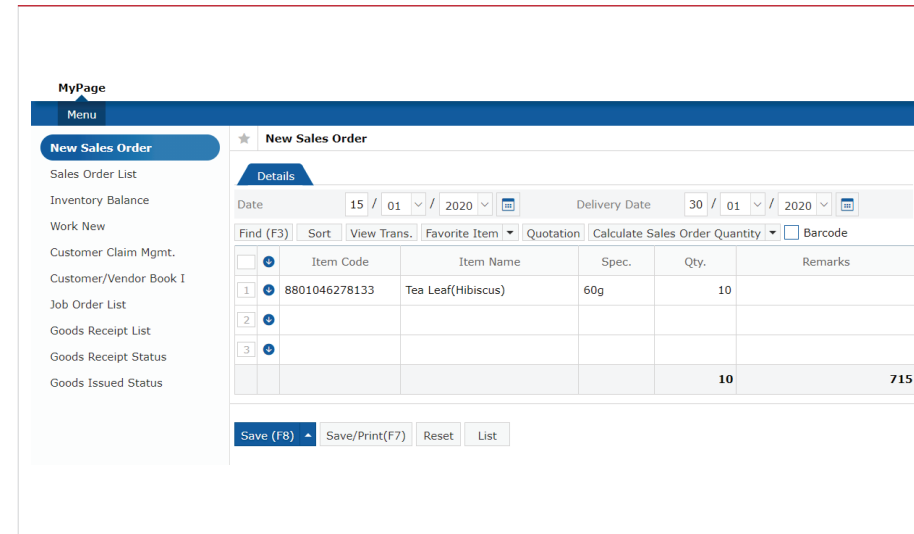 MyPage
Menu
New Sales Order
Sales Order List
Inventory Balance
Work New
Customer Claim Mgmt.
Customer/Vendor Book I
Job Order List
Goods Receipt List
Goods Receipt Status
Goods Issued Status
New Sales Order
Details
Date 15 / 01 / 2020 Delivery Date 30 / 01 / 2020
Find (F3) Sort View Trans. Favorite Item Quotation Calculate Sales Order Quantity Barcode
Item Code Item Name Spec. Qty. Remarks
1 8801046278133 Tea Leaf(Hibiscus) 60g 10
2
3
10 715
Save (F8) Save/Print(F7) Reset List